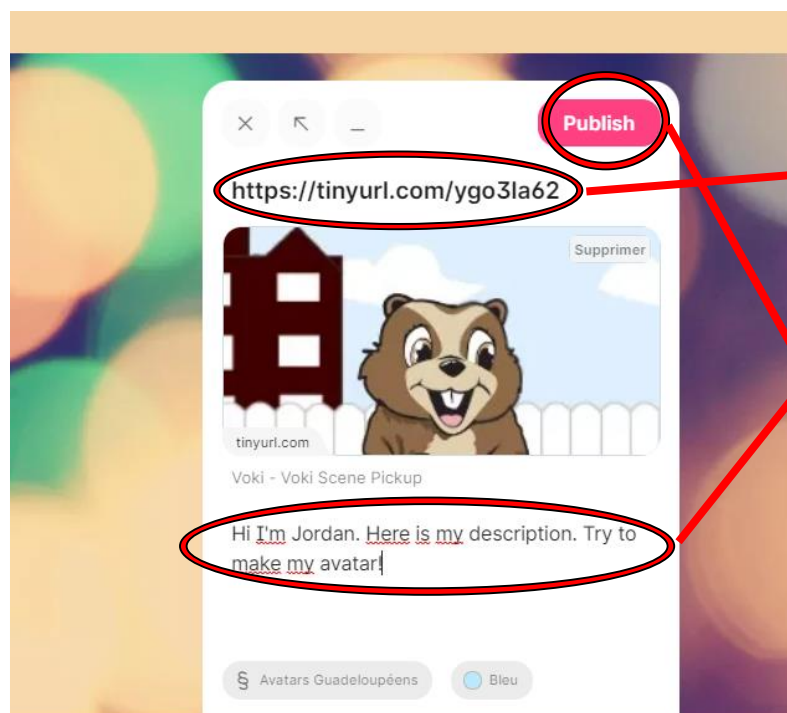 Publish
https://tinyurl.com/ygo3la62
Supprimer
tinyurl.com
Voki - Voki Scene Pickup
Hi I'm Jordan. Here is my description. Try to
make my avatar!
§ Avatars Guadeloupéens
Bleu